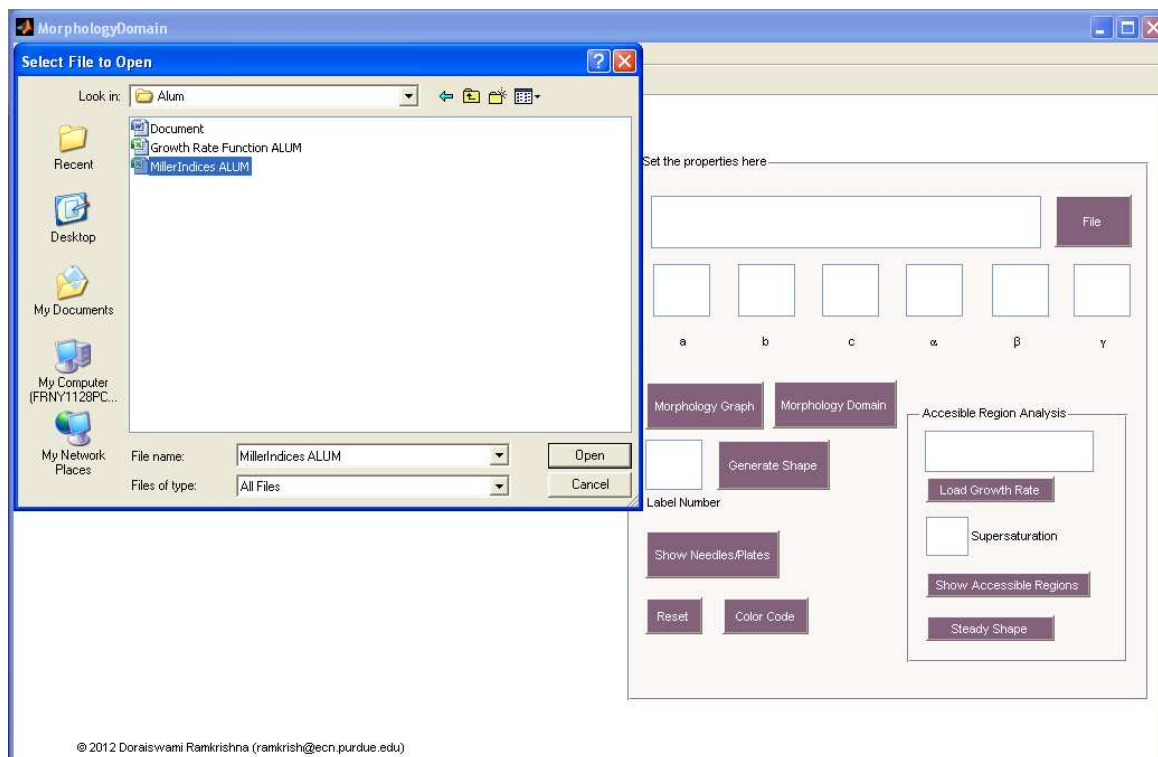 MorphologyDomain
Select File to Open
Look in: Alum
Document
Growth Rate Function ALUM
MillerIndices ALUM
Recent
Desktop
My Documents
My Computer
(FRNY1128PC...
My Network
Places
File name: MillerIndices ALUM Open
Files of type: All Files Cancel
Set the properties here
File
a b c α β γ
Morphology Graph Morphology Domain
Generate Shape
Label Number
Show Needles/Plates
Reset Color Code
Accesible Region Analysis
Load Growth Rate
Supersaturation
Show Accessible Regions
Steady Shape
© 2012 Doraiswami Ramkrishna (ramkrish@ecn.purdue.edu)